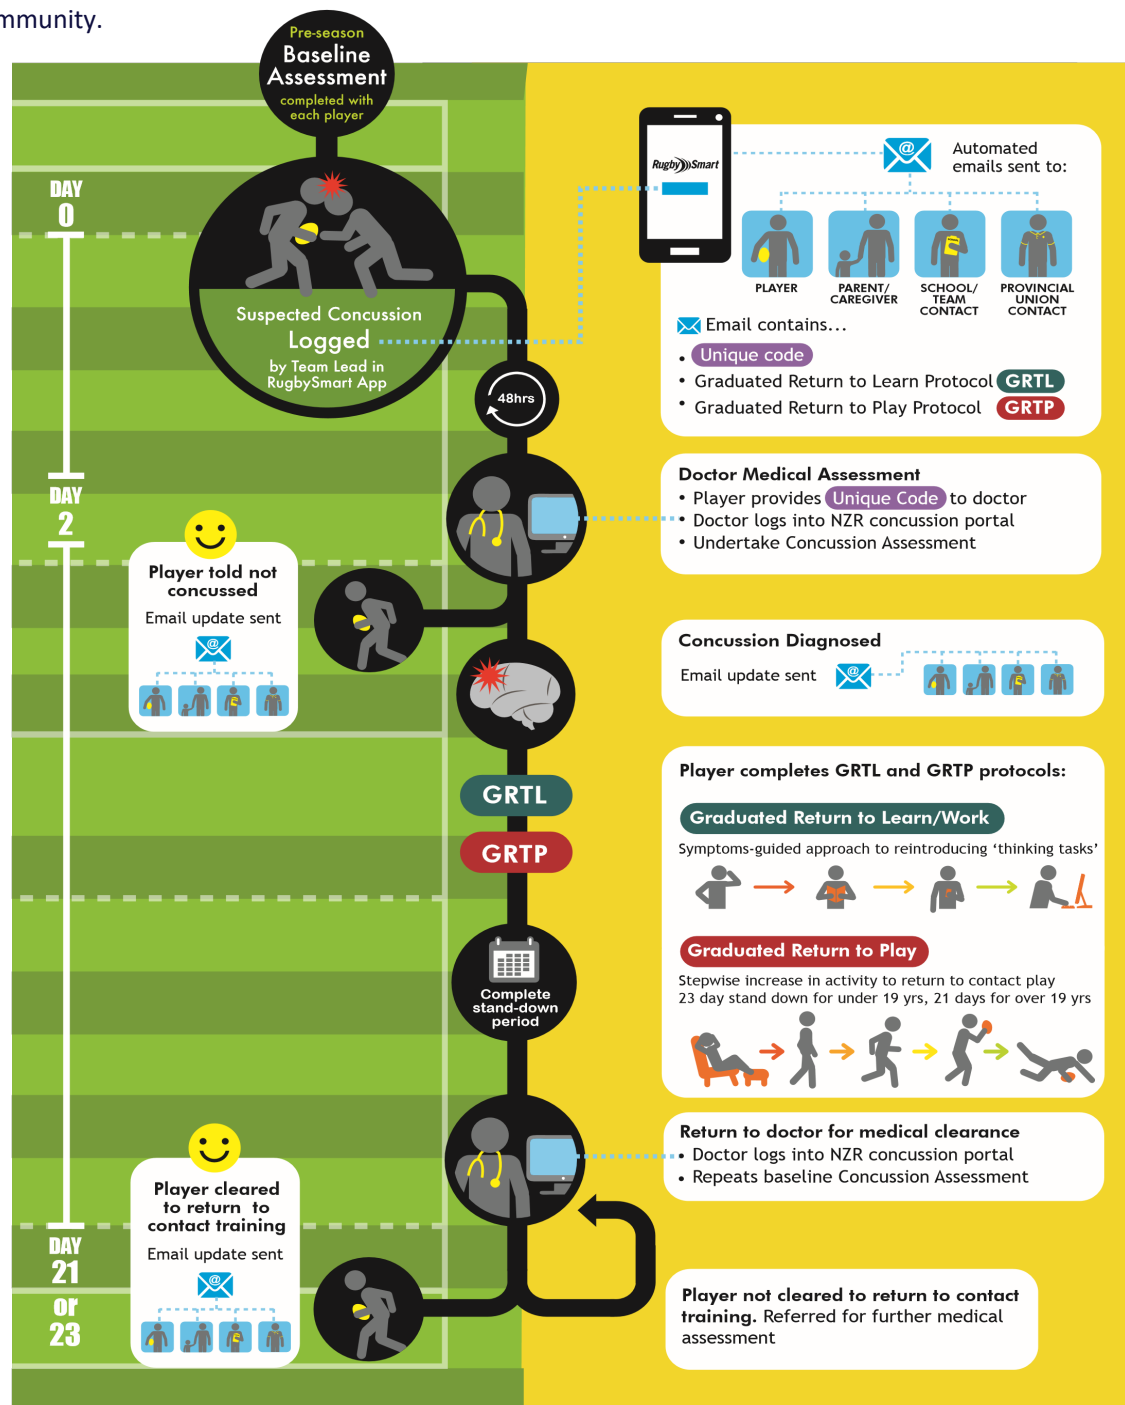 mmunity.
Pre-season
Baseline
Assessment
completed with
each player
DAY
0
Suspected Concussion
Logged
by Team Lead in
RugbySmart App
RugbySmart
Automated
emails sent to:
PLAYER
PARENT/
CAREGIVER
SCHOOL/
TEAM
CONTACT
PROVINCIAL
UNION
CONTACT
Email contains...
• Unique code
• Graduated Return to Learn Protocol GRTL
• Graduated Return to Play Protocol GRTP
48hrs
DAY
2
Doctor Medical Assessment
• Player provides Unique Code to doctor
• Doctor logs into NZR concussion portal
• Undertake Concussion Assessment
Player told not
concussed
Email update sent
@
Concussion Diagnosed
Email update sent
@
GRTL
GRTP
Complete
stand-down
period
Player completes GRTL and GRTP protocols:
Graduated Return to Learn/Work
Symptoms-guided approach to reintroducing ‘thinking tasks’
Graduated Return to Play
Stepwise increase in activity to return to contact play
23 day stand down for under 19 yrs, 21 days for over 19 yrs
Return to doctor for medical clearance
• Doctor logs into NZR concussion portal
• Repeats baseline Concussion Assessment
Player cleared
to return to
contact training
Email update sent
@
DAY
21
or
23
Player not cleared to return to contact
training. Referred for further medical
assessment